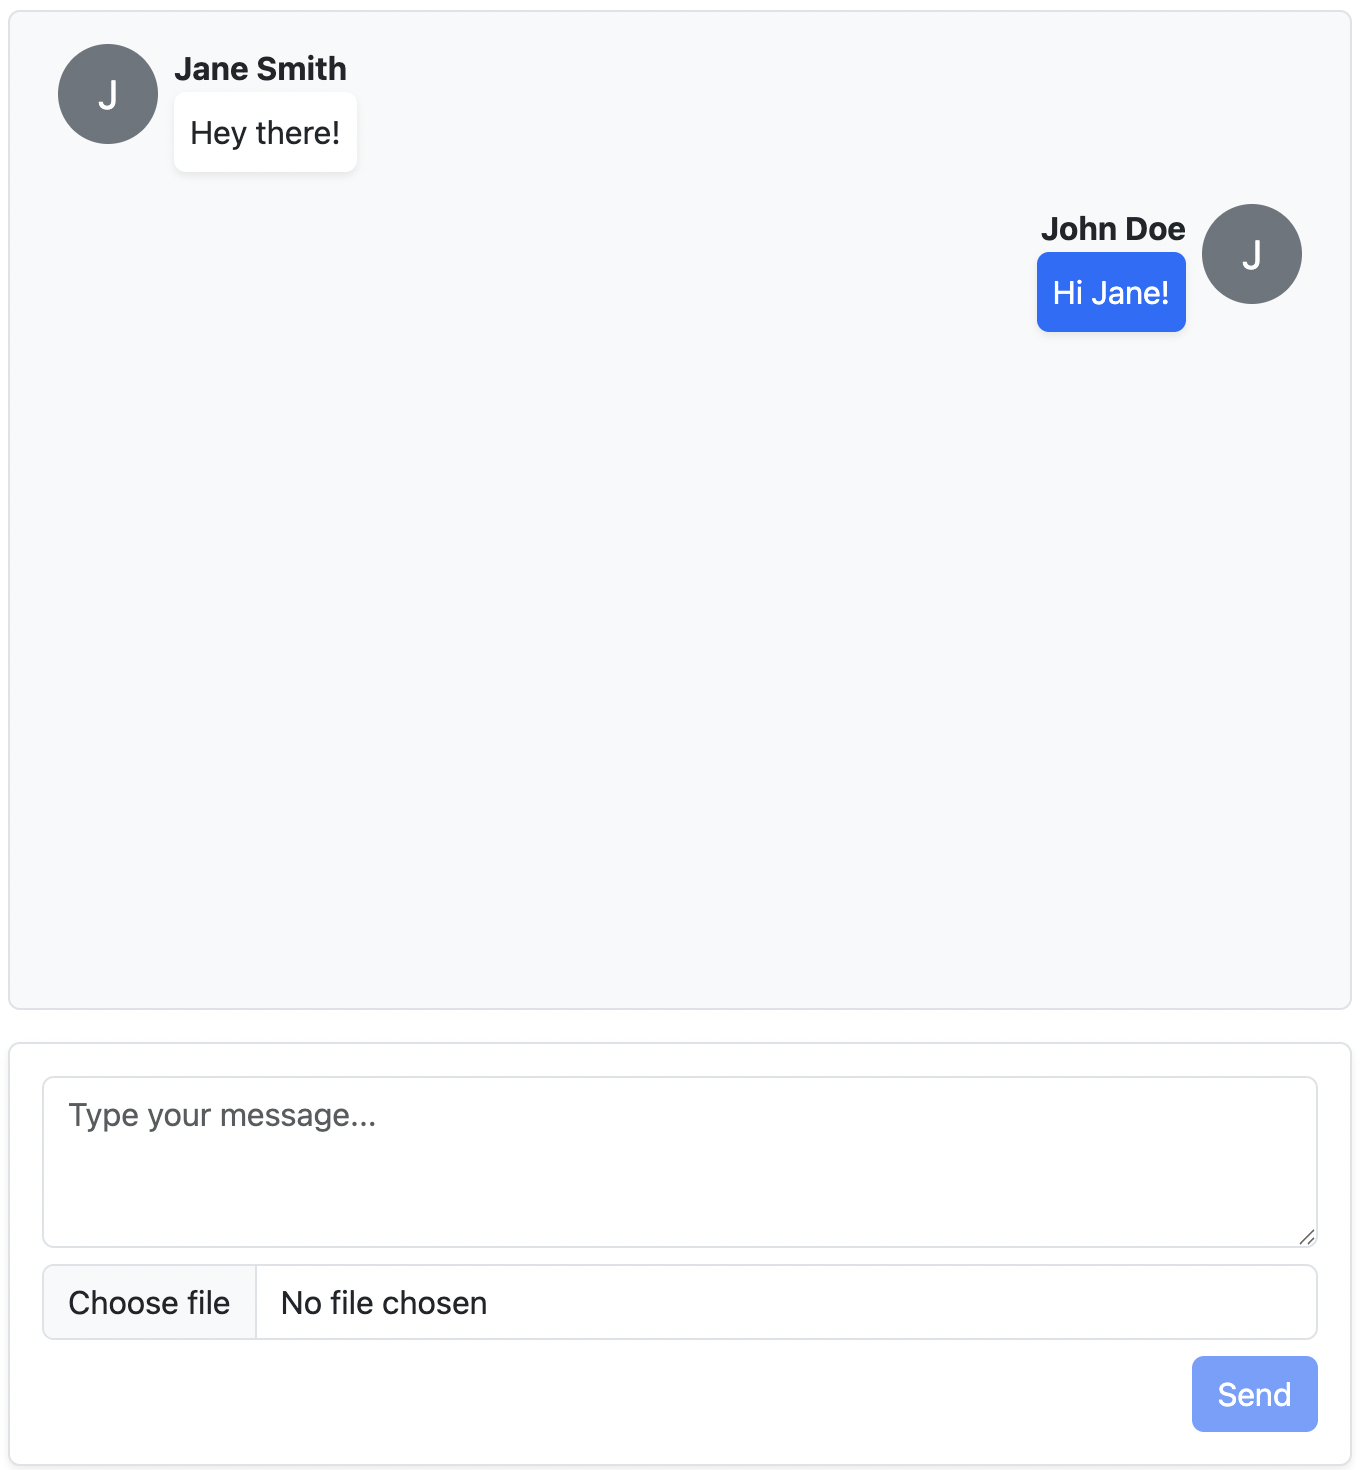 J
Jane Smith
Hey there!
John Doe
J
Hi Jane!
Type your message...
Choose file
No file chosen
Send